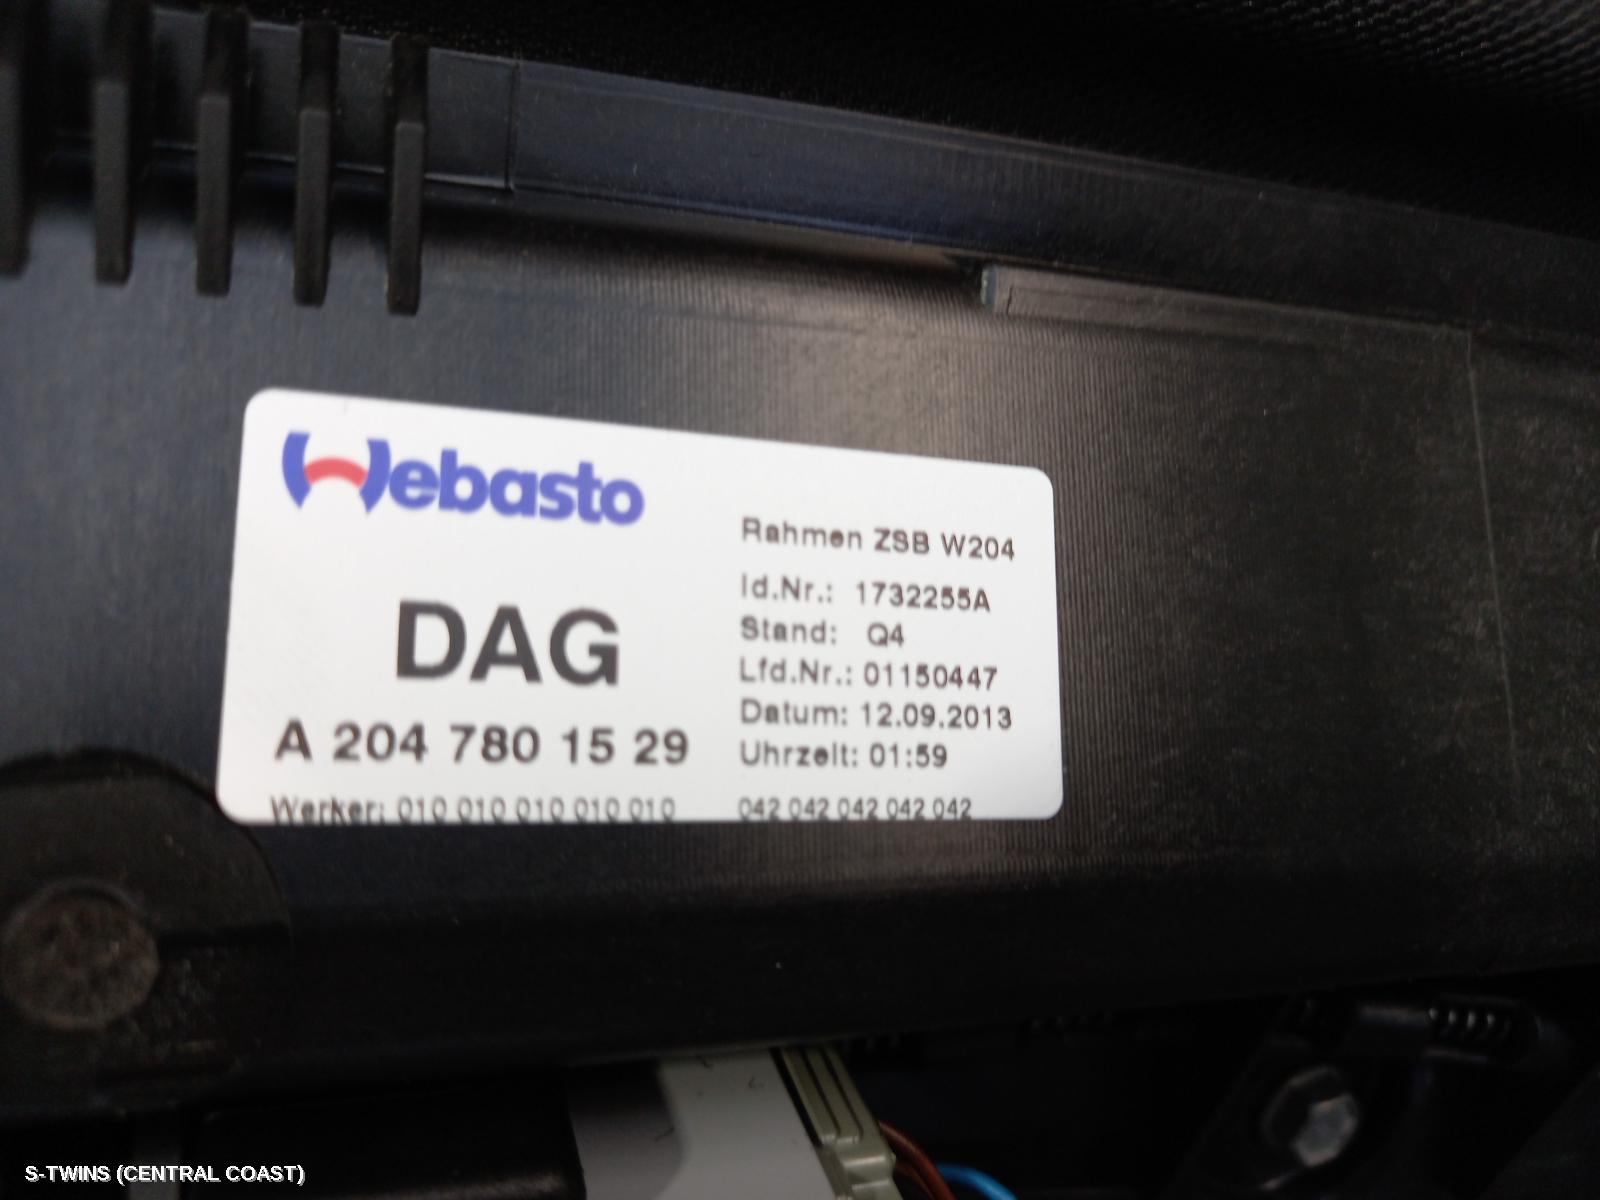 Webasto
DAG
A 204 780 15 29
Rahmen ZSB W204
Id.Nr.: 1732255A
Stand: Q4
Lfd.Nr.: 01150447
Datum: 12.09.2013
Uhrzeit: 01:59
Werker: 010 010 010 010 010 042 042 042 042 042
S-TWINS (CENTRAL COAST)